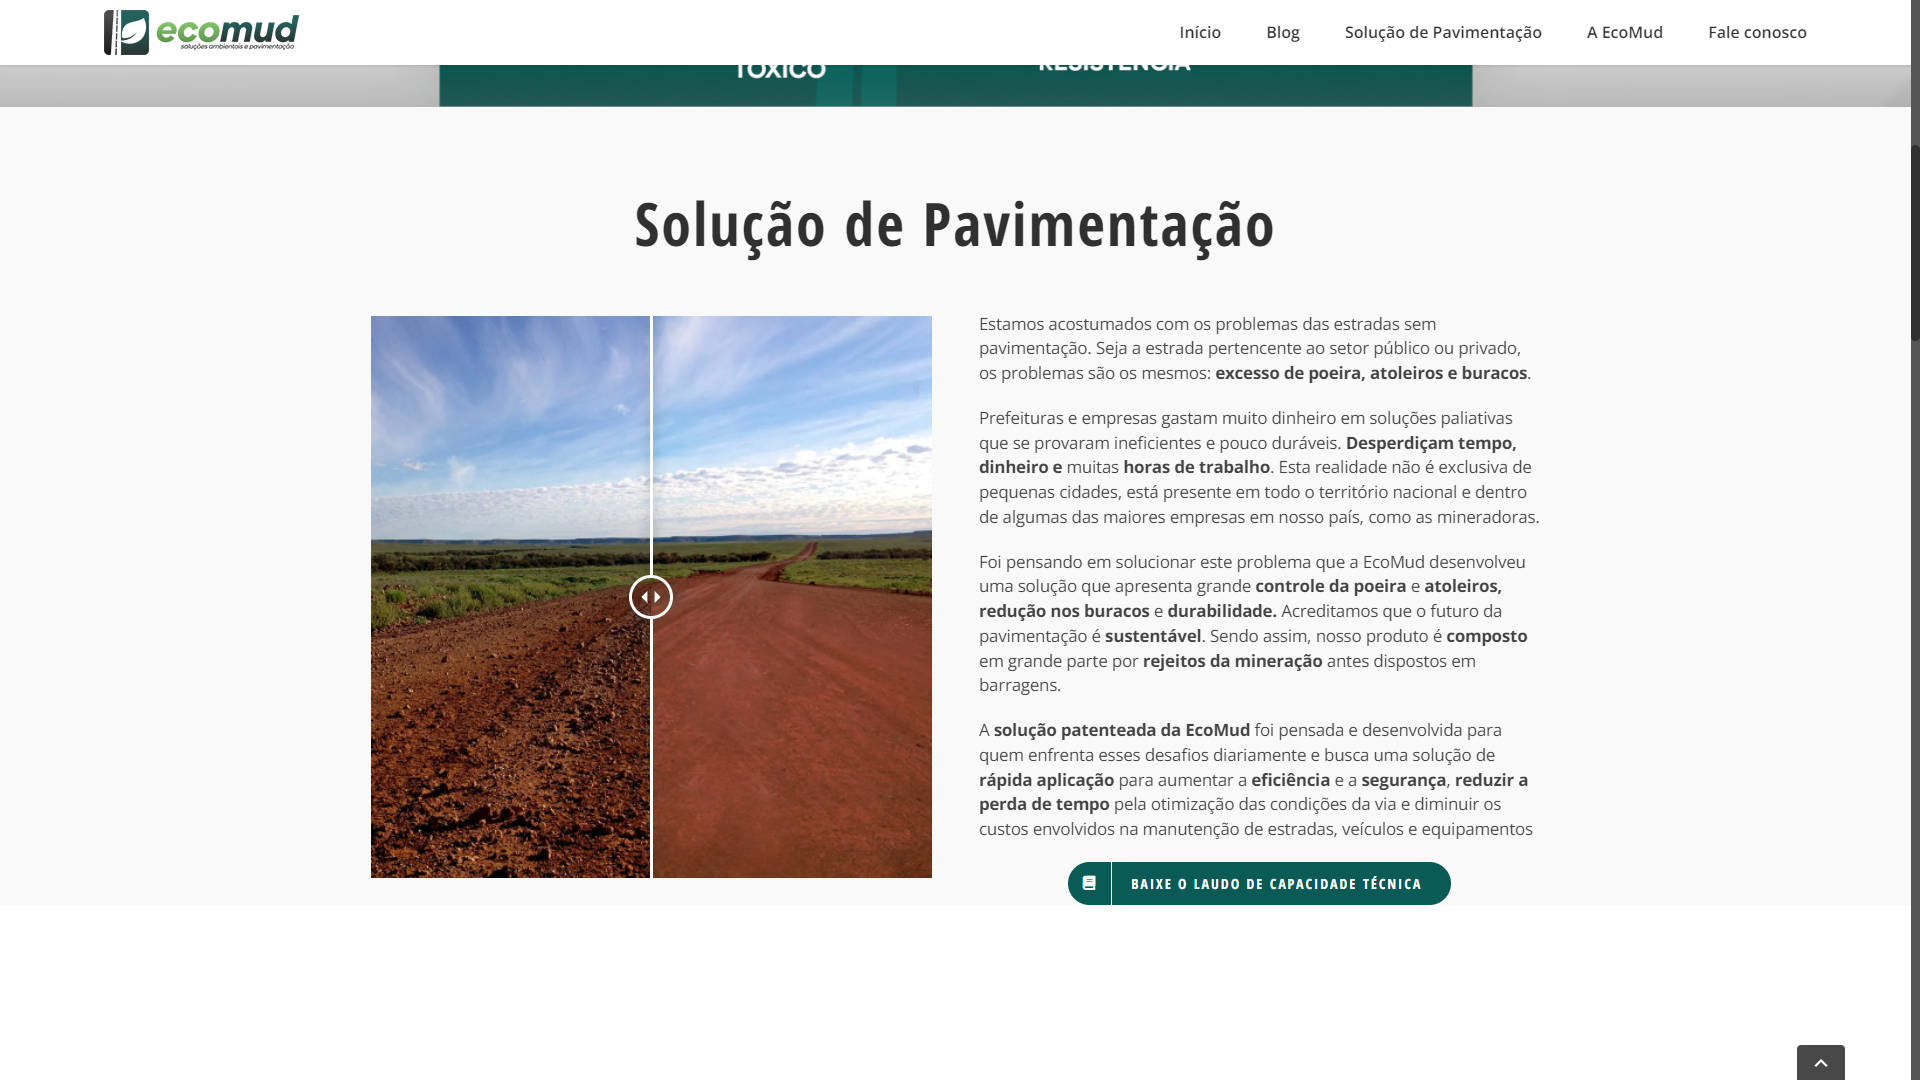 ecomud
soluções ambientais e pavimentação
Início
Blog
Solução de Pavimentação
A EcoMud
Fale conosco
TÓXICO
RESISTÊNCIA
Solução de Pavimentação
Estamos acostumados com os problemas das estradas sem
pavimentação. Seja a estrada pertencente ao setor público ou privado,
os problemas são os mesmos: excesso de poeira, atoleiros e buracos.
Prefeituras e empresas gastam muito dinheiro em soluções paliativas
que se provaram ineficientes e pouco duráveis. Desperdiçam tempo,
dinheiro e muitas horas de trabalho. Esta realidade não é exclusiva de
pequenas cidades, está presente em todo o território nacional e dentro
de algumas das maiores empresas em nosso país, como as mineradoras.
Foi pensando em solucionar este problema que a EcoMud desenvolveu
uma solução que apresenta grande controle da poeira e atoleiros,
redução nos buracos e durabilidade. Acreditamos que o futuro da
pavimentação é sustentável. Sendo assim, nosso produto é composto
em grande parte por rejeitos da mineração antes dispostos em
barragens.
A solução patenteada da EcoMud foi pensada e desenvolvida para
quem enfrenta esses desafios diariamente e busca uma solução de
rápida aplicação para aumentar a eficiência e a segurança, reduzir a
perda de tempo pela otimização das condições da via e diminuir os
custos envolvidos na manutenção de estradas, veículos e equipamentos
BAIXE O LAUDO DE CAPACIDADE TÉCNICA